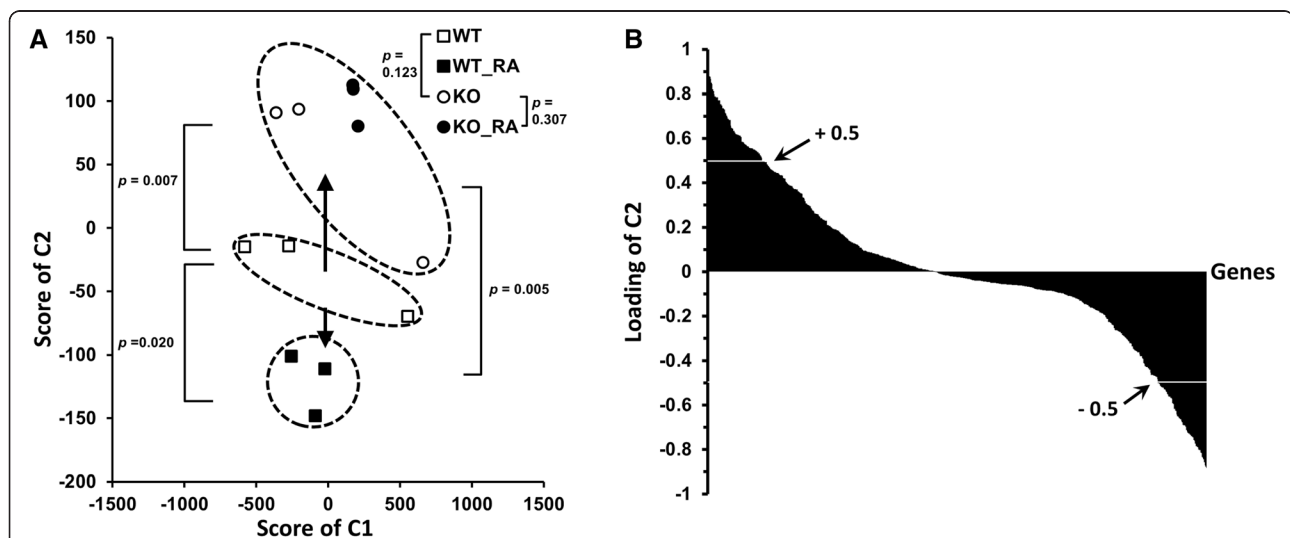 A
150
100
50
0
-50
-100
-150
-200
Score of C2
-1500
-1000
-500
0
500
1000
1500
Score of C1
p = 0.007
p =0.020
p = 0.005
p =
0.123
WT
WT_RA
KO
KO_RA
p =
0.307
B
1
0.8
0.6
0.4
0.2
0
-0.2
-0.4
-0.6
-0.8
-1
Loading of C2
+ 0.5
Genes
- 0.5